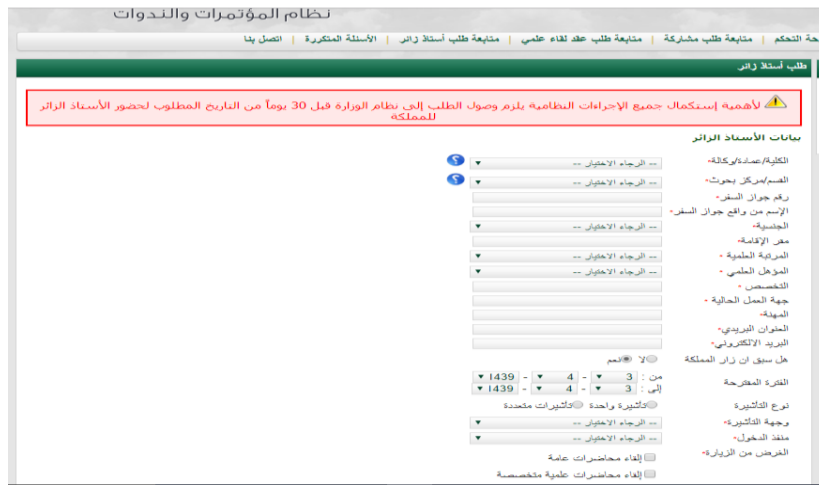 نظام المؤتمرات والندوات
حة التحكم | متابعة طلب مشاركة | متابعة طلب عقد لقاء علمي | متابعة طلب أستاذ زائر | الأسئلة المتكررة | اتصل بنا
طلب أستاذ زائر
لأهمية إستكمال جميع الإجراءات النظامية يلزم وصول الطلب إلى نظام الوزارة قبل 30 يوماً من التاريخ المطلوب لحضور الأستاذ الزائر
للمملكة
بيانات الأستاذ الزائر
الكلية/عمادة/وكالة* -- الرجاء الاختيار --
القسم/مركز بحوث* -- الرجاء الاختيار --
رقم جواز السفر*
الإسم من واقع جواز السفر*
الجنسية* -- الرجاء الاختيار --
مقر الإقامة*
المرتبة العلمية * -- الرجاء الاختيار --
المؤهل العلمي * -- الرجاء الاختيار --
التخصص *
جهة العمل الحالية *
المهنة*
العنوان البريدي*
البريد الالكتروني*
هل سبق ان زار المملكة لا نعم
الفترة المقترحة
من : 3 - 4 - 1439
إلى : 3 - 4 - 1439
نوع التأشيرة تأشيرة واحدة تأشيرات متعددة
وجهة التأشيرة* -- الرجاء الاختيار --
منفذ الدخول* -- الرجاء الاختيار --
الغرض من الزيارة* إلقاء محاضرات عامة
إلقاء محاضرات علمية متخصصة